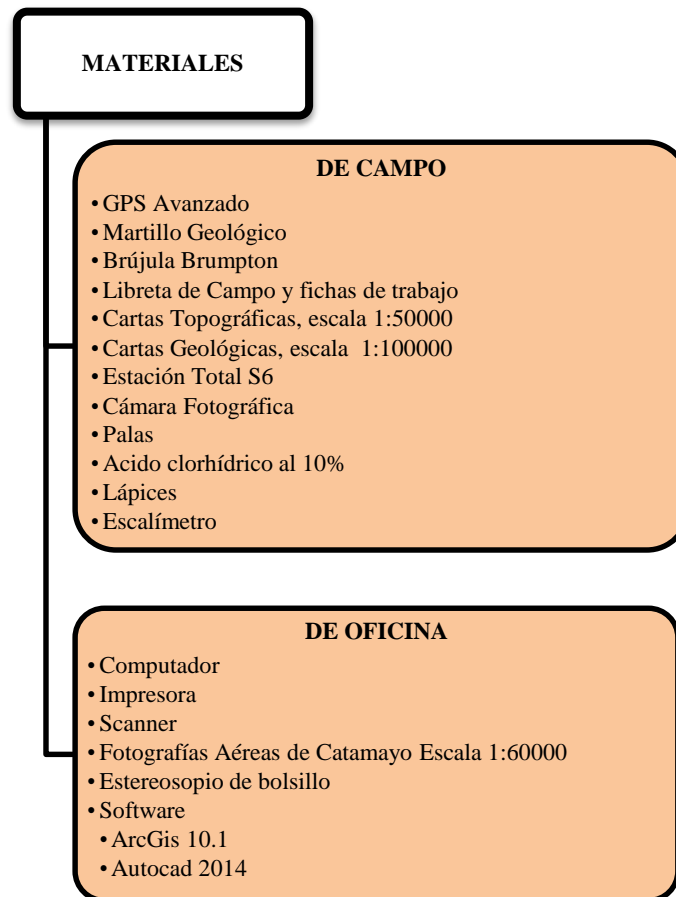 MATERIALES
DE CAMPO
• GPS Avanzado
• Martillo Geológico
• Brújula Brumpton
• Libreta de Campo y fichas de trabajo
• Cartas Topográficas, escala 1:50000
• Cartas Geológicas, escala 1:100000
• Estación Total S6
• Cámara Fotográfica
• Palas
• Acido clorhídrico al 10%
• Lápices
• Escalímetro
DE OFICINA
• Computador
• Impresora
• Scanner
• Fotografías Aéreas de Catamayo Escala 1:60000
• Estereosopio de bolsillo
• Software
• ArcGis 10.1
• Autocad 2014